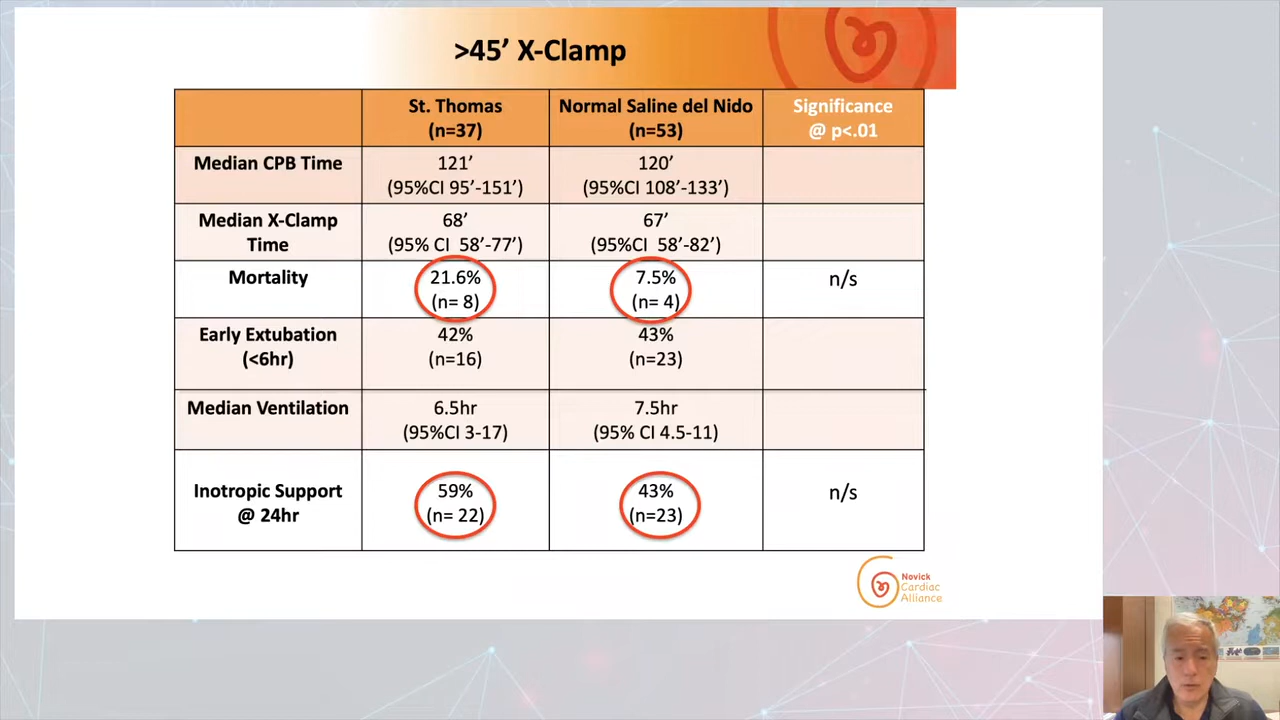 >45’ X-Clamp
St. Thomas
(n=37)
Normal Saline del Nido
(n=53)
Significance
@ p<.01
Median CPB Time
121’
(95%CI 95’-151’)
120’
(95%CI 108’-133’)
Median X-Clamp
Time
68’
(95% CI  58’-77’)
67’
(95%CI  58’-82’)
Mortality
21.6%
(n= 8)
7.5%
(n= 4)
n/s
Early Extubation
(<6hr)
42%
(n=16)
43%
(n=23)
Median Ventilation
6.5hr
(95%CI 3-17)
7.5hr
(95% CI 4.5-11)
Inotropic Support
@ 24hr
59%
(n= 22)
43%
(n=23)
n/s
Novick
Cardiac
Alliance